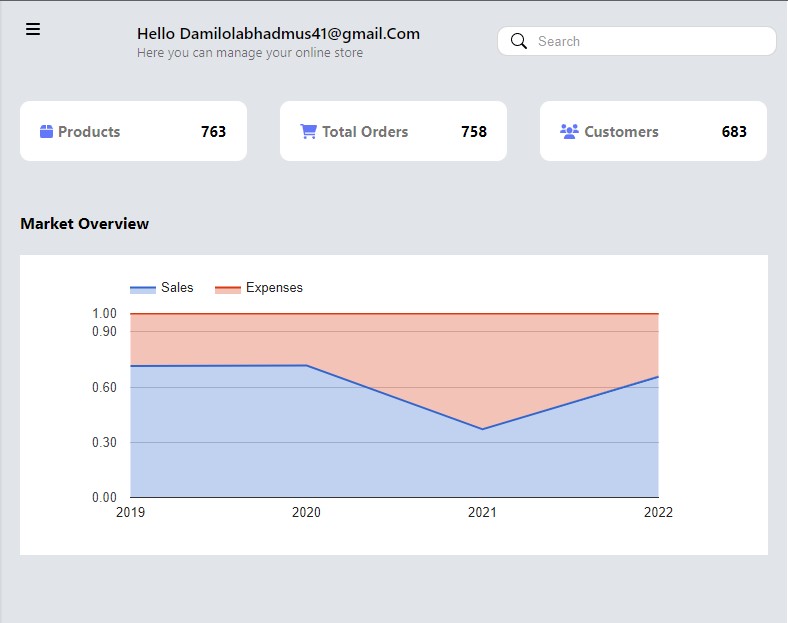 Hello Damilolabhadmus41@gmail.Com
Here you can manage your online store
Search
Products 763
Total Orders 758
Customers 683
Market Overview
Sales Expenses
1.00
0.90
0.60
0.30
0.00
2019 2020 2021 2022